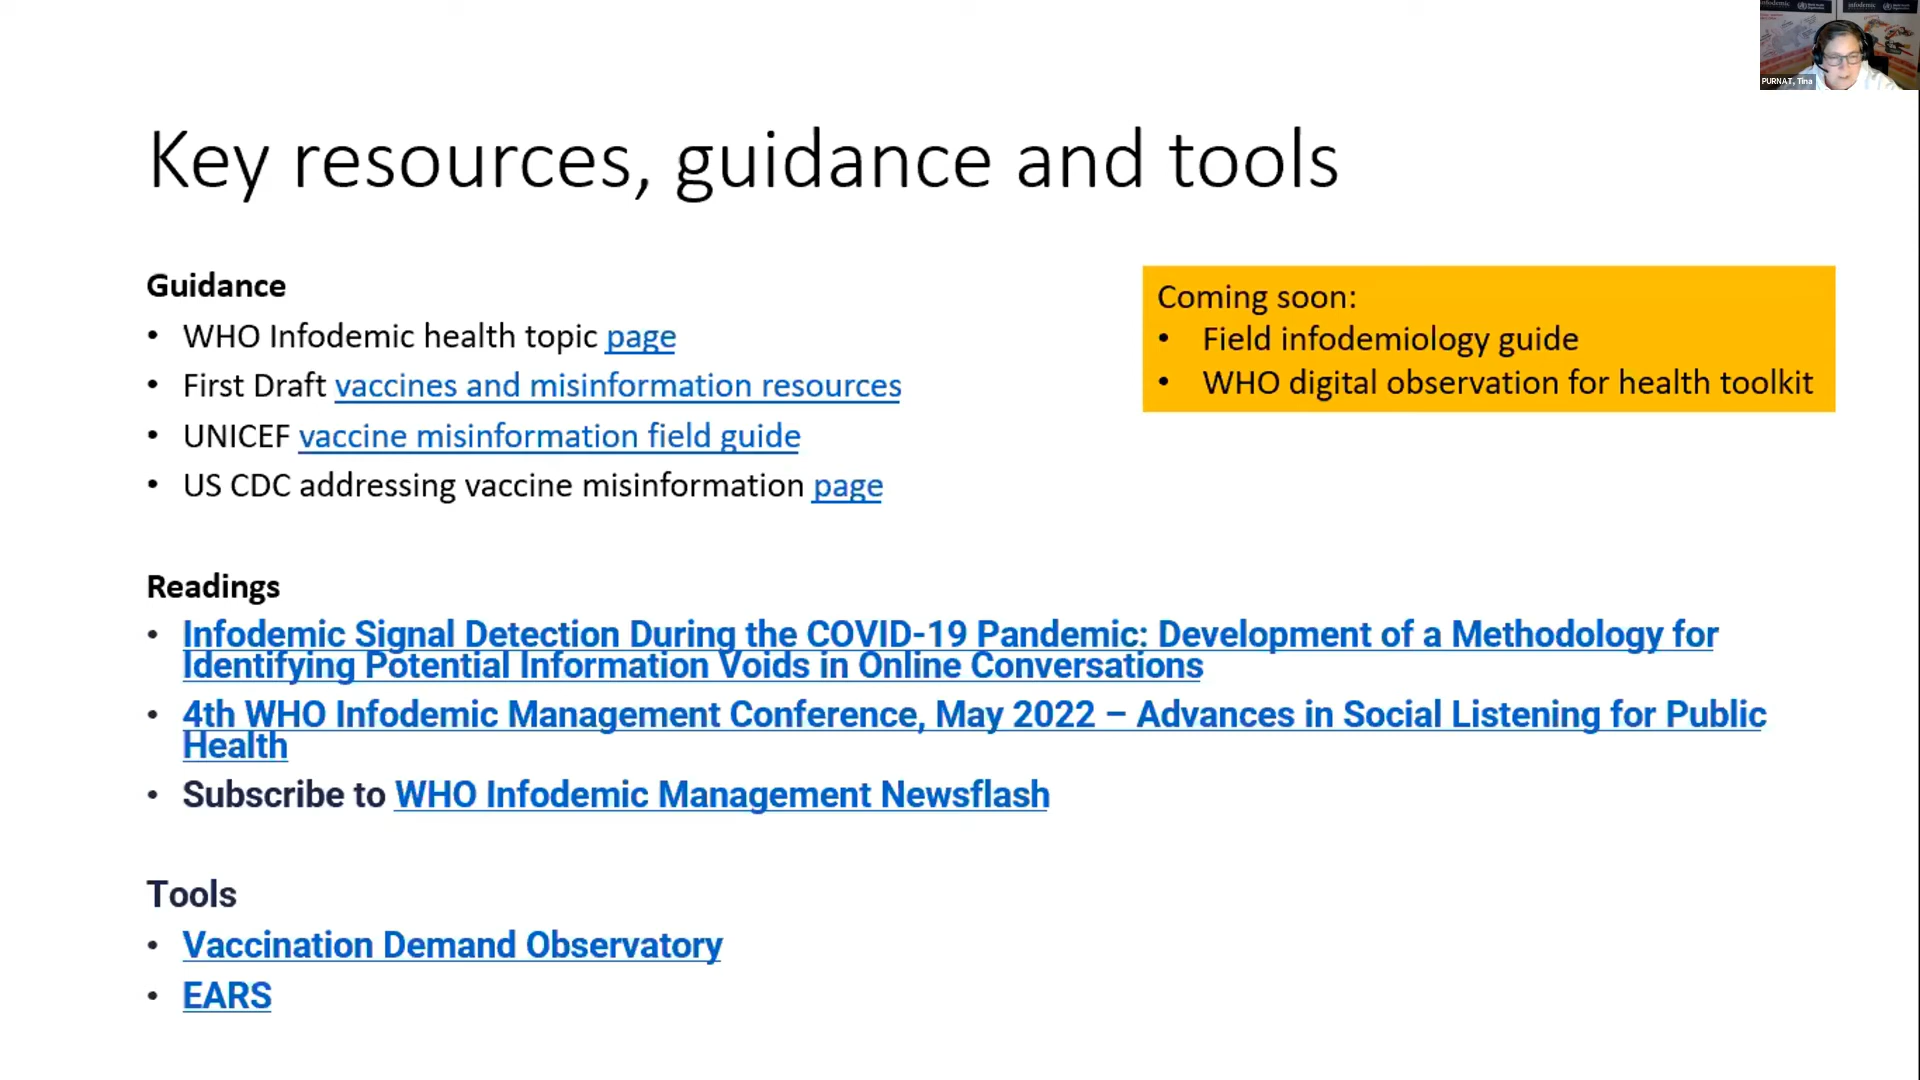 infodemic
infodemic
PURNAT, Tina
Key resources, guidance and tools
Guidance
• WHO Infodemic health topic page
• First Draft vaccines and misinformation resources
• UNICEF vaccine misinformation field guide
• US CDC addressing vaccine misinformation page
Coming soon:
• Field infodemiology guide
• WHO digital observation for health toolkit
Readings
• Infodemic Signal Detection During the COVID-19 Pandemic: Development of a Methodology for
Identifying Potential Information Voids in Online Conversations
• 4th WHO Infodemic Management Conference, May 2022 – Advances in Social Listening for Public
Health
• Subscribe to WHO Infodemic Management Newsflash
Tools
• Vaccination Demand Observatory
• EARS